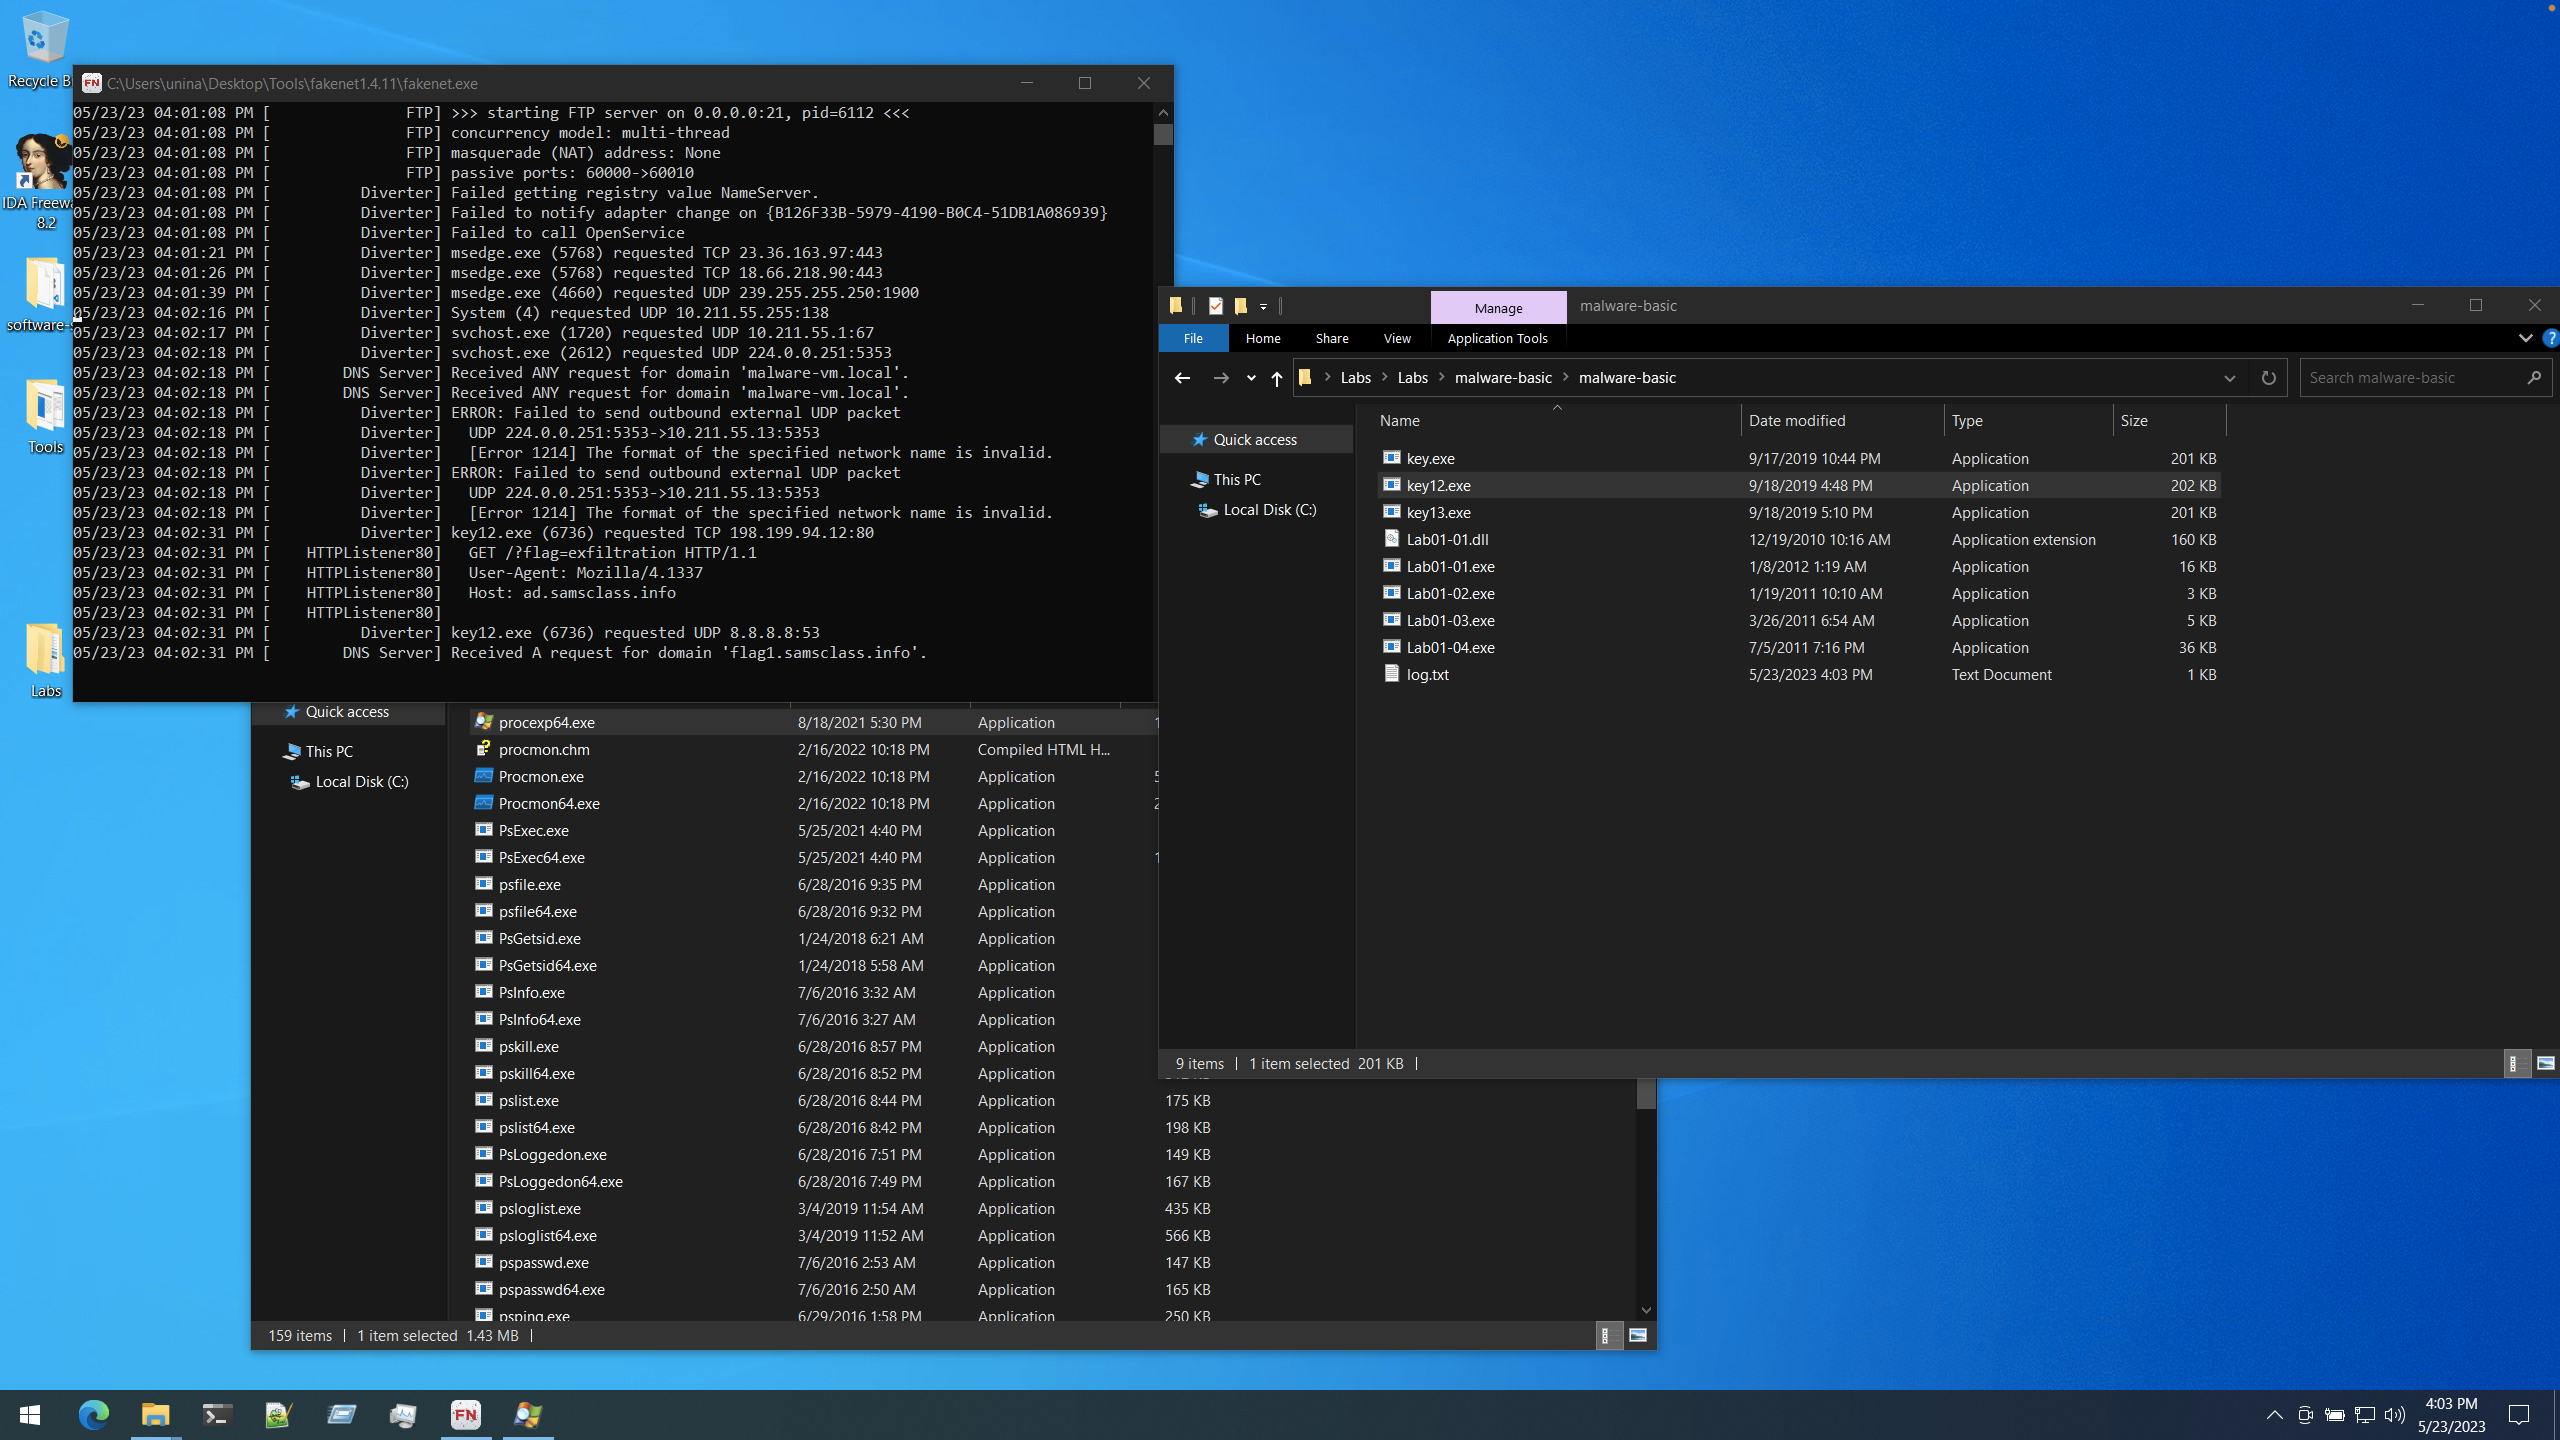 Recycle B
IDA Freew
8.2
software-s
Tools
Labs
FN C:\Users\unina\Desktop\Tools\fakenet1.4.11\fakenet.exe
05/23/23 04:01:08 PM [ FTP] >>> starting FTP server on 0.0.0.0:21, pid=6112 <<<
05/23/23 04:01:08 PM [ FTP] concurrency model: multi-thread
05/23/23 04:01:08 PM [ FTP] masquerade (NAT) address: None
05/23/23 04:01:08 PM [ FTP] passive ports: 60000->60010
05/23/23 04:01:08 PM [ Diverter] Failed getting registry value NameServer.
05/23/23 04:01:08 PM [ Diverter] Failed to notify adapter change on {B126F33B-5979-4190-B0C4-51DB1A086939}
05/23/23 04:01:08 PM [ Diverter] Failed to call OpenService
05/23/23 04:01:21 PM [ Diverter] msedge.exe (5768) requested TCP 23.36.163.97:443
05/23/23 04:01:26 PM [ Diverter] msedge.exe (5768) requested TCP 18.66.218.90:443
05/23/23 04:01:39 PM [ Diverter] msedge.exe (4660) requested UDP 239.255.255.250:1900
05/23/23 04:02:16 PM [ Diverter] System (4) requested UDP 10.211.55.255:138
05/23/23 04:02:17 PM [ Diverter] svchost.exe (1720) requested UDP 10.211.55.1:67
05/23/23 04:02:18 PM [ Diverter] svchost.exe (2612) requested UDP 224.0.0.251:5353
05/23/23 04:02:18 PM [ DNS Server] Received ANY request for domain 'malware-vm.local'.
05/23/23 04:02:18 PM [ DNS Server] Received ANY request for domain 'malware-vm.local'.
05/23/23 04:02:18 PM [ Diverter] ERROR: Failed to send outbound external UDP packet
05/23/23 04:02:18 PM [ Diverter] UDP 224.0.0.251:5353->10.211.55.13:5353
05/23/23 04:02:18 PM [ Diverter] [Error 1214] The format of the specified network name is invalid.
05/23/23 04:02:18 PM [ Diverter] ERROR: Failed to send outbound external UDP packet
05/23/23 04:02:18 PM [ Diverter] UDP 224.0.0.251:5353->10.211.55.13:5353
05/23/23 04:02:18 PM [ Diverter] [Error 1214] The format of the specified network name is invalid.
05/23/23 04:02:31 PM [ Diverter] key12.exe (6736) requested TCP 198.199.94.12:80
05/23/23 04:02:31 PM [ HTTPListener80] GET /?flag=exfiltration HTTP/1.1
05/23/23 04:02:31 PM [ HTTPListener80] User-Agent: Mozilla/4.1337
05/23/23 04:02:31 PM [ HTTPListener80] Host: ad.samsclass.info
05/23/23 04:02:31 PM [ HTTPListener80]
05/23/23 04:02:31 PM [ Diverter] key12.exe (6736) requested UDP 8.8.8.8:53
05/23/23 04:02:31 PM [ DNS Server] Received A request for domain 'flag1.samsclass.info'.
Manage malware-basic
File Home Share View Application Tools
Labs Labs malware-basic malware-basic Search malware-basic
Name Date modified Type Size
Quick access
This PC
Local Disk (C:)
key.exe 9/17/2019 10:44 PM Application 201 KB
key12.exe 9/18/2019 4:48 PM Application 202 KB
key13.exe 9/18/2019 5:10 PM Application 201 KB
Lab01-01.dll 12/19/2010 10:16 AM Application extension 160 KB
Lab01-01.exe 1/8/2012 1:19 AM Application 16 KB
Lab01-02.exe 1/19/2011 10:10 AM Application 3 KB
Lab01-03.exe 3/26/2011 6:54 AM Application 5 KB
Lab01-04.exe 7/5/2011 7:16 PM Application 36 KB
log.txt 5/23/2023 4:03 PM Text Document 1 KB
9 items 1 item selected 201 KB
Quick access
This PC
Local Disk (C:)
procexp64.exe 8/18/2021 5:30 PM Application 1
procmon.chm 2/16/2022 10:18 PM Compiled HTML H...
Procmon.exe 2/16/2022 10:18 PM Application 5
Procmon64.exe 2/16/2022 10:18 PM Application 2
PsExec.exe 5/25/2021 4:40 PM Application
PsExec64.exe 5/25/2021 4:40 PM Application 1
psfile.exe 6/28/2016 9:35 PM Application
psfile64.exe 6/28/2016 9:32 PM Application
PsGetsid.exe 1/24/2018 6:21 AM Application
PsGetsid64.exe 1/24/2018 5:58 AM Application
PsInfo.exe 7/6/2016 3:32 AM Application
PsInfo64.exe 7/6/2016 3:27 AM Application
pskill.exe 6/28/2016 8:57 PM Application
pskill64.exe 6/28/2016 8:52 PM Application
pslist.exe 6/28/2016 8:44 PM Application 175 KB
pslist64.exe 6/28/2016 8:42 PM Application 198 KB
PsLoggedon.exe 6/28/2016 7:51 PM Application 149 KB
PsLoggedon64.exe 6/28/2016 7:49 PM Application 167 KB
psloglist.exe 3/4/2019 11:54 AM Application 435 KB
psloglist64.exe 3/4/2019 11:52 AM Application 566 KB
pspasswd.exe 7/6/2016 2:53 AM Application 147 KB
pspasswd64.exe 7/6/2016 2:50 AM Application 165 KB
psping.exe 6/29/2016 1:58 PM Application 250 KB
159 items 1 item selected 1.43 MB
FN
4:03 PM
5/23/2023